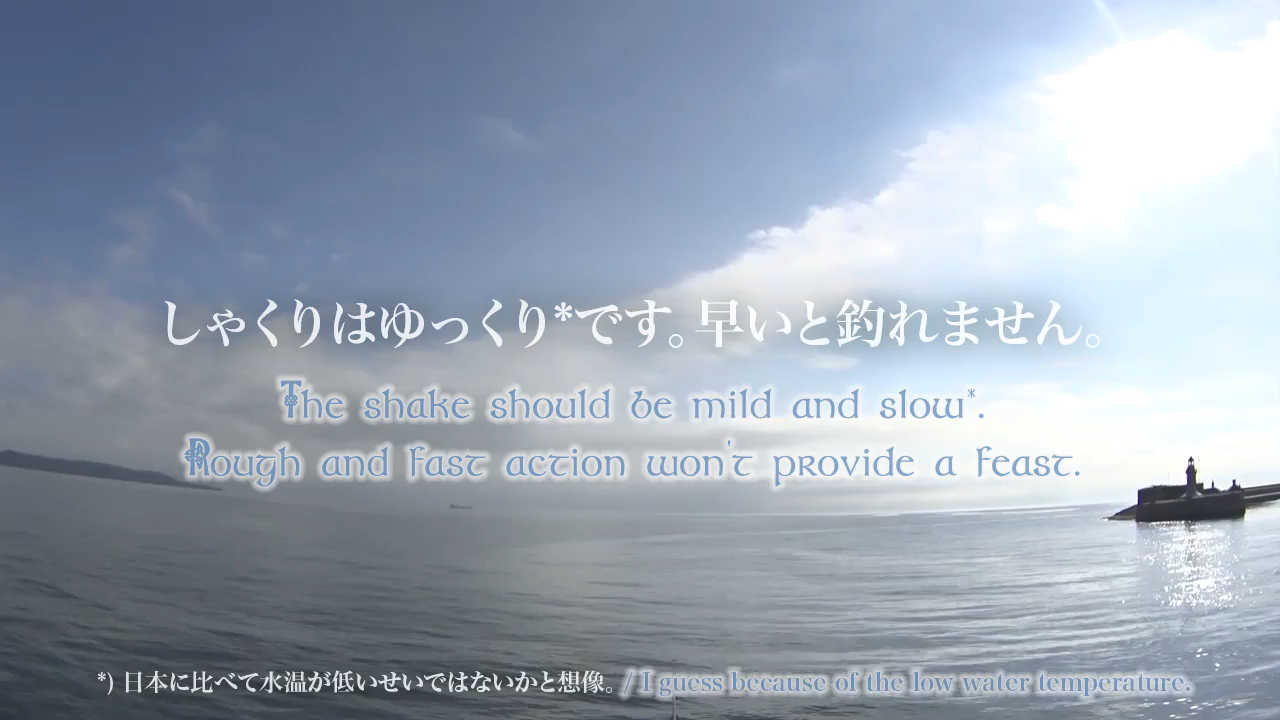 しゃくりはゆっくり*です。早いと釣れません。
The shake should be mild and slow*.
Rough and fast action won't provide a feast.
*) 日本に比べて水温が低いせいではないかと想像。/ I guess because of the low water temperature.